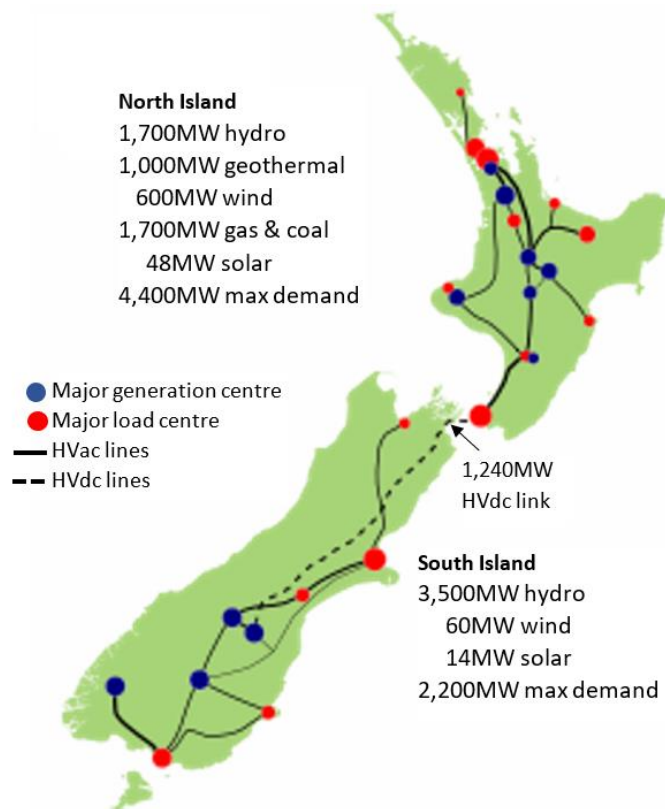 North Island
1,700MW hydro
1,000MW geothermal
600MW wind
1,700MW gas & coal
48MW solar
4,400MW max demand
Major generation centre
Major load centre
HVac lines
HVdc lines
1,240MW
HVdc link
South Island
3,500MW hydro
60MW wind
14MW solar
2,200MW max demand